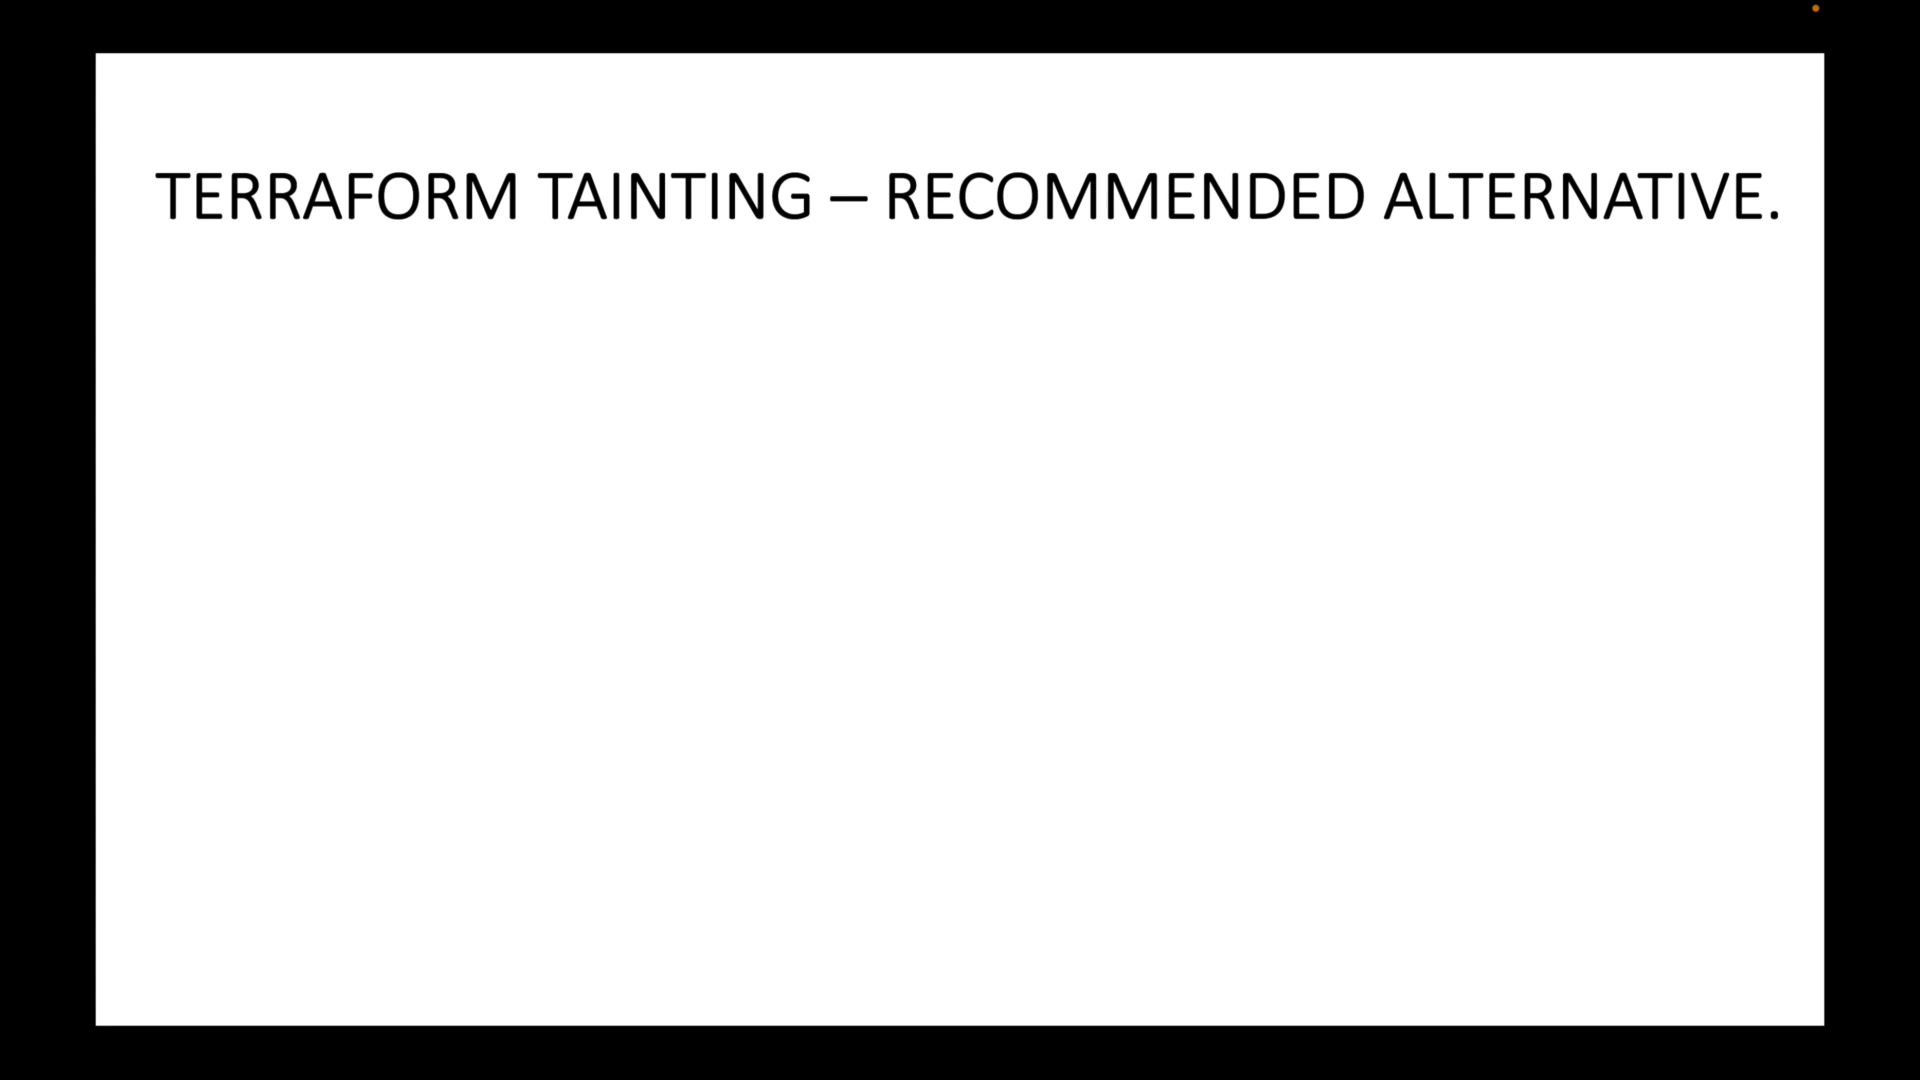 TERRAFORM TAINTING – RECOMMENDED ALTERNATIVE.